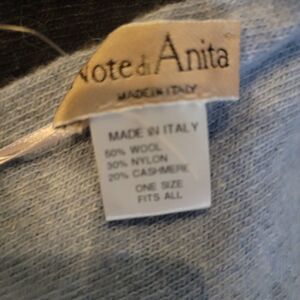 Note di Anita
MADE IN ITALY
MADE IN ITALY
50% WOOL
30% NYLON
20% CASHMERE
ONE SIZE
FITS ALL